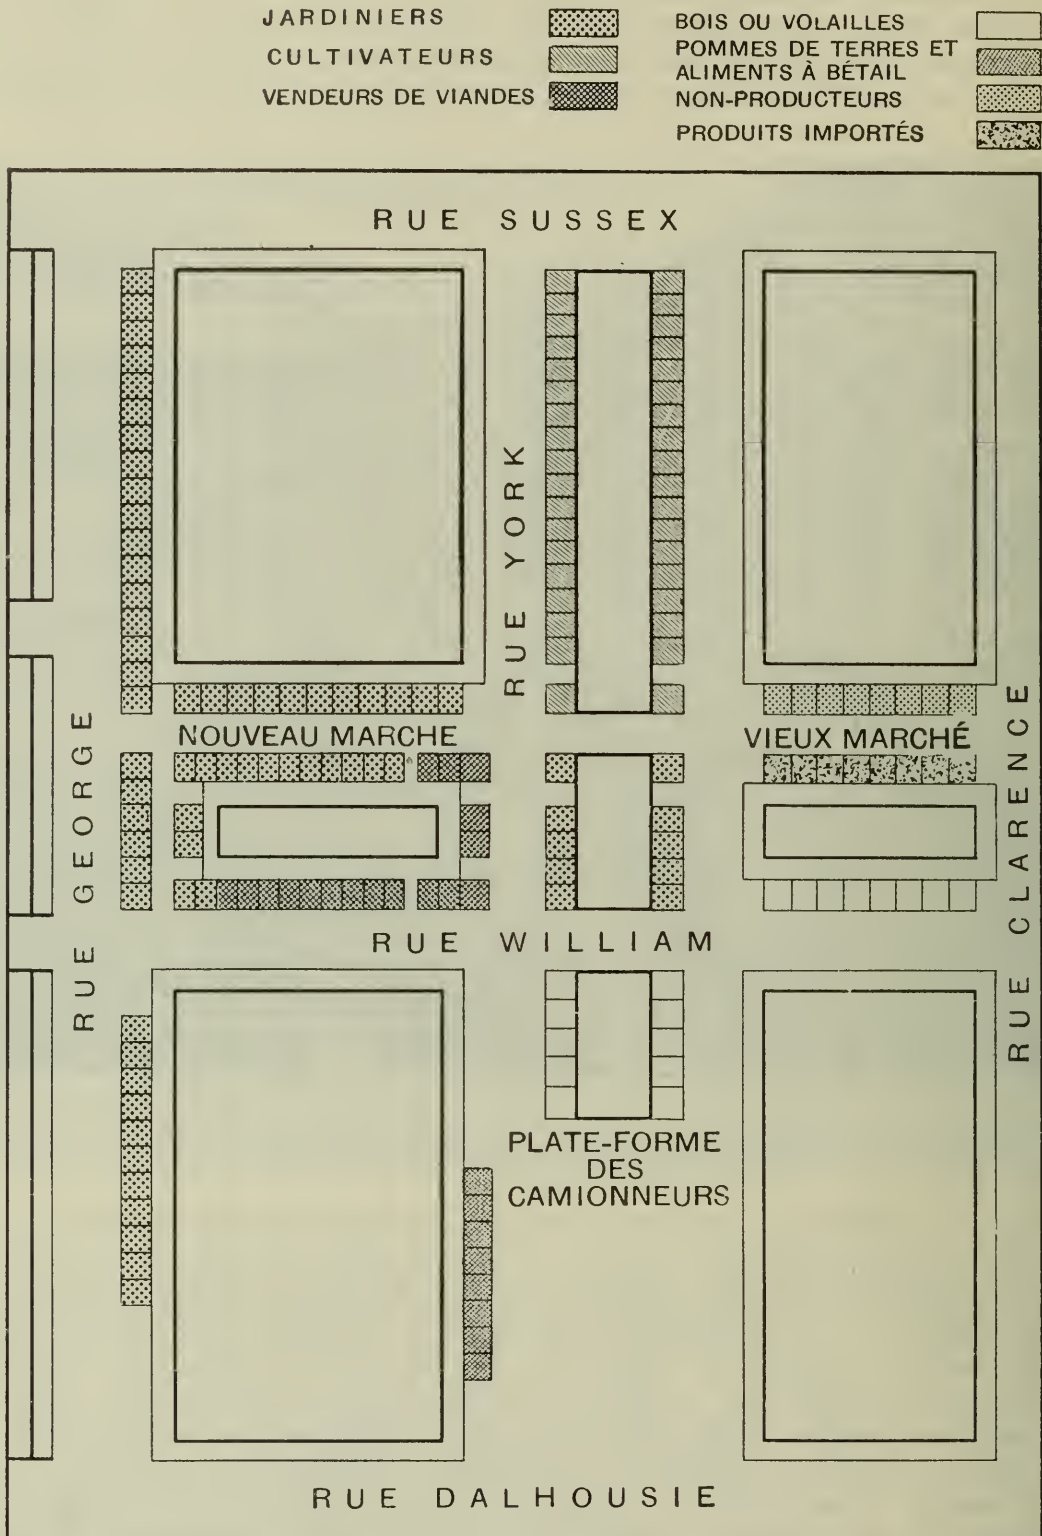 JARDINIERS
CULTIVATEURS
VENDEURS DE VIANDES
BOIS OU VOLAILLES
POMMES DE TERRES ET
ALIMENTS À BÉTAIL
NON-PRODUCTEURS
PRODUITS IMPORTÉS
RUE SUSSEX
RUE YORK
NOUVEAU MARCHE
VIEUX MARCHÉ
RUE GEORGE
RUE CLARENCE
RUE WILLIAM
PLATE-FORME
DES
CAMIONNEURS
RUE DALHOUSIE